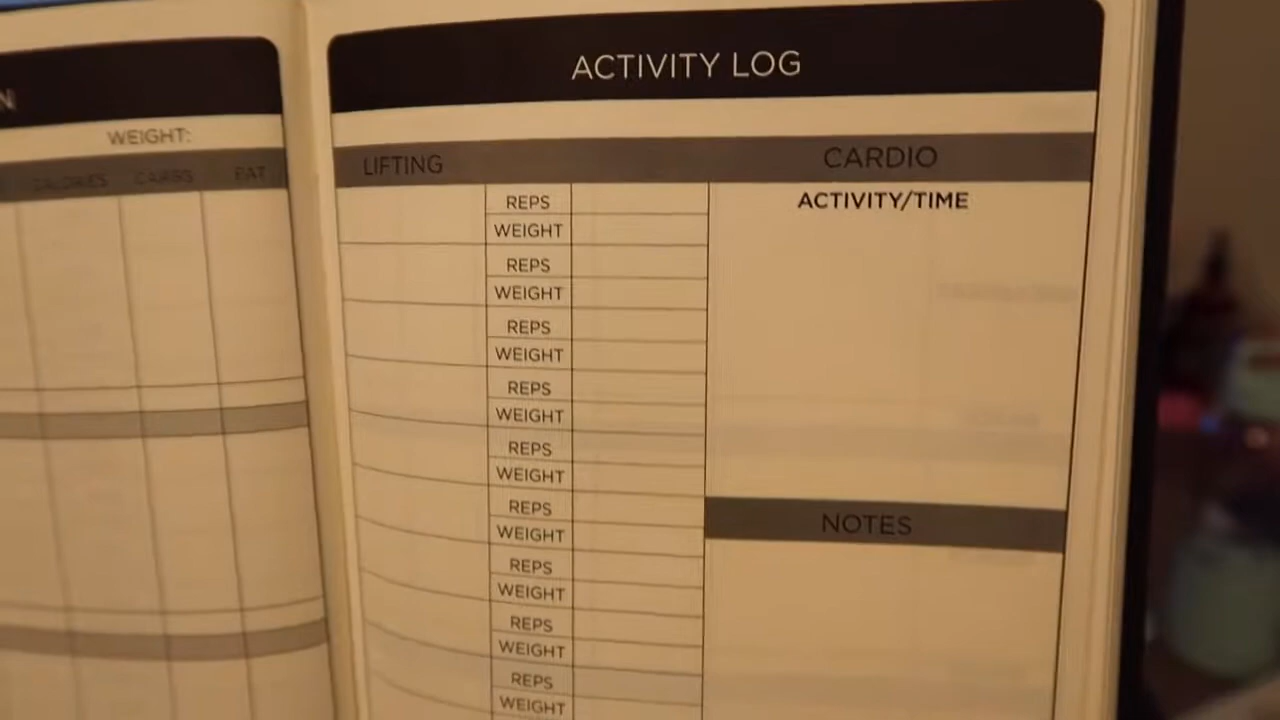 N
WEIGHT:
CALORIES CARBS FAT
ACTIVITY LOG
LIFTING
CARDIO
REPS
WEIGHT
REPS
WEIGHT
REPS
WEIGHT
REPS
WEIGHT
REPS
WEIGHT
REPS
WEIGHT
REPS
WEIGHT
REPS
WEIGHT
REPS
WEIGHT
ACTIVITY/TIME
NOTES